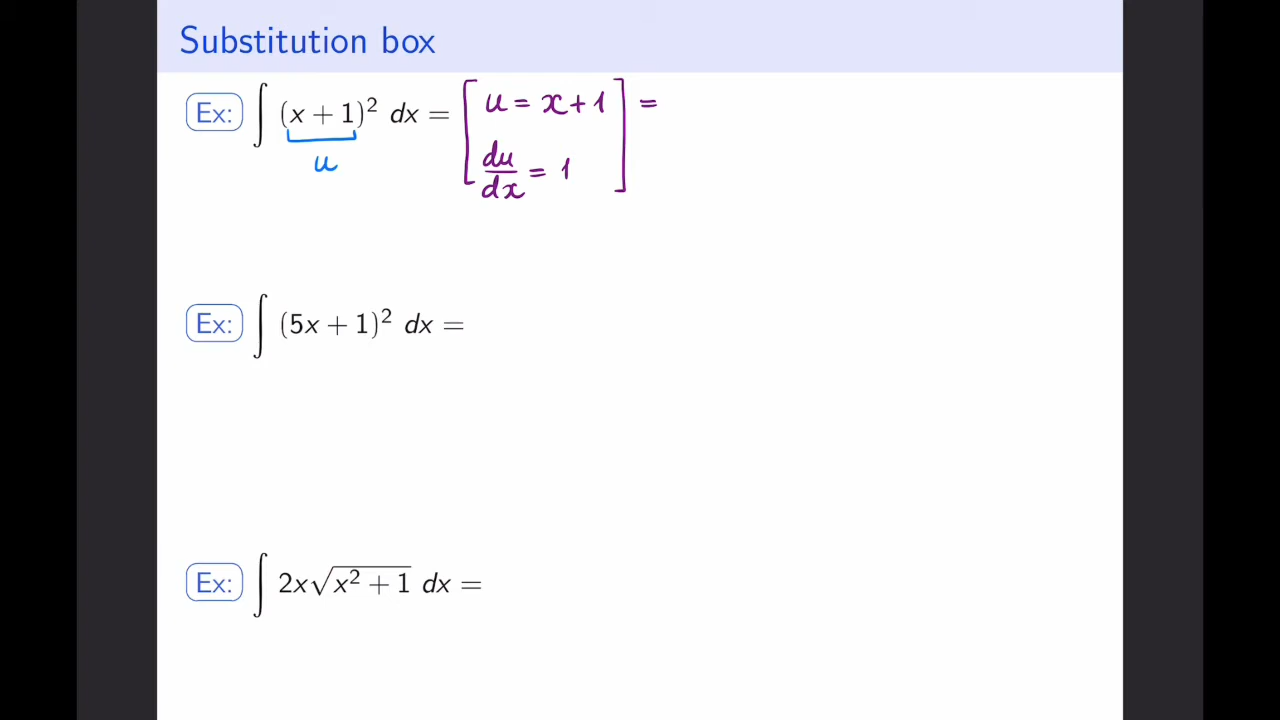 Substitution box
Ex: ∫ (x + 1)² dx = [ u = x + 1 ] =
u
du/dx = 1
Ex: ∫ (5x + 1)² dx =
Ex: ∫ 2x√(x² + 1) dx =